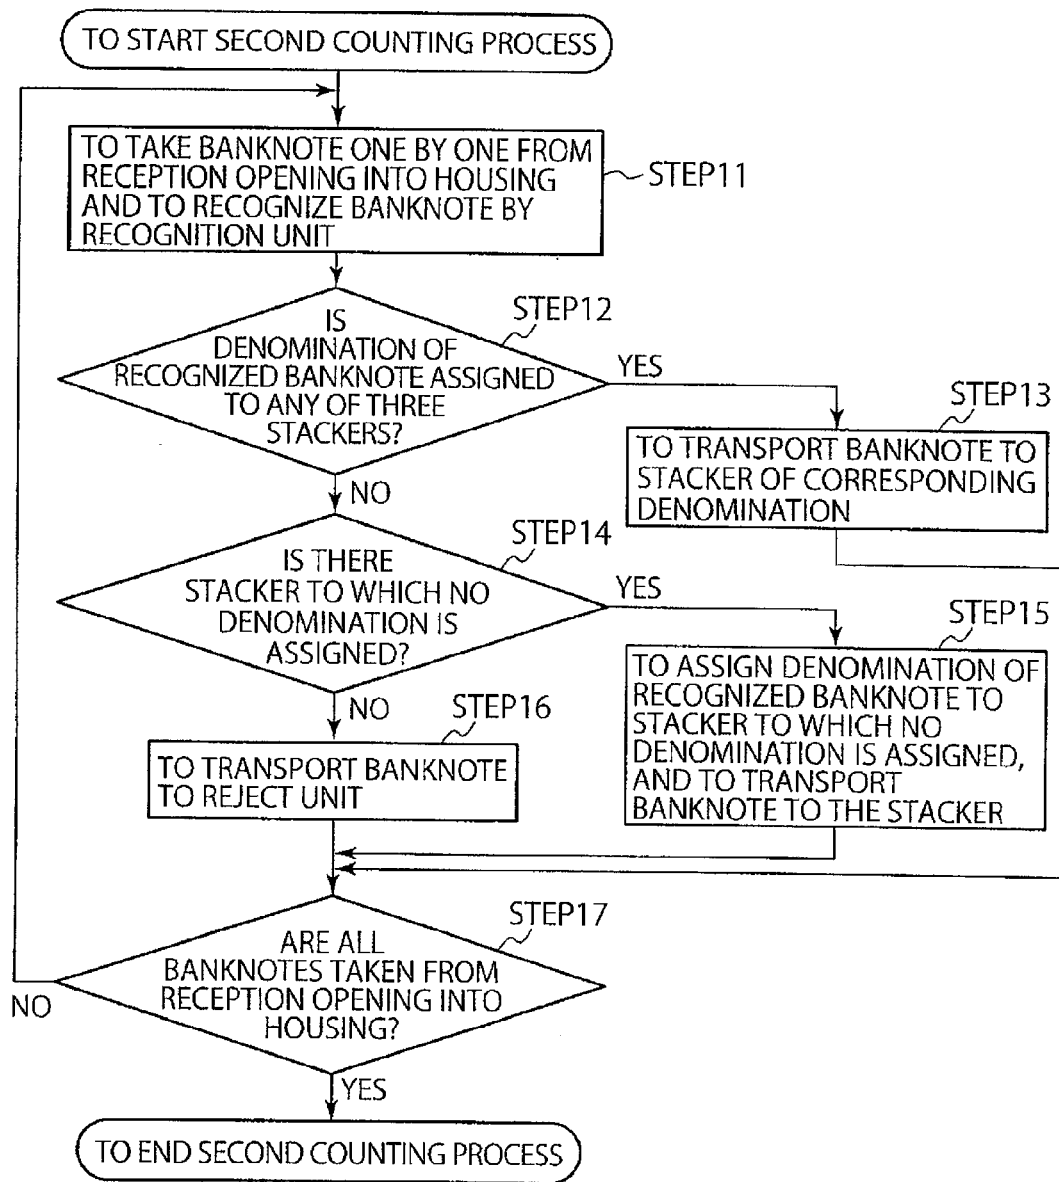 TO START SECOND COUNTING PROCESS
TO TAKE BANKNOTE ONE BY ONE FROM
RECEPTION OPENING INTO HOUSING
AND TO RECOGNIZE BANKNOTE BY
RECOGNITION UNIT
STEP11
STEP12
IS
DENOMINATION OF
RECOGNIZED BANKNOTE ASSIGNED
TO ANY OF THREE
STACKERS?
YES
STEP13
TO TRANSPORT BANKNOTE TO
STACKER OF CORRESPONDING
DENOMINATION
NO
STEP14
IS THERE
STACKER TO WHICH NO
DENOMINATION IS
ASSIGNED?
YES
STEP15
TO ASSIGN DENOMINATION OF
RECOGNIZED BANKNOTE TO
STACKER TO WHICH NO
DENOMINATION IS ASSIGNED,
AND TO TRANSPORT
BANKNOTE TO THE STACKER
NO
STEP16
TO TRANSPORT BANKNOTE
TO REJECT UNIT
STEP17
ARE ALL
BANKNOTES TAKEN FROM
RECEPTION OPENING INTO
HOUSING?
NO
YES
TO END SECOND COUNTING PROCESS